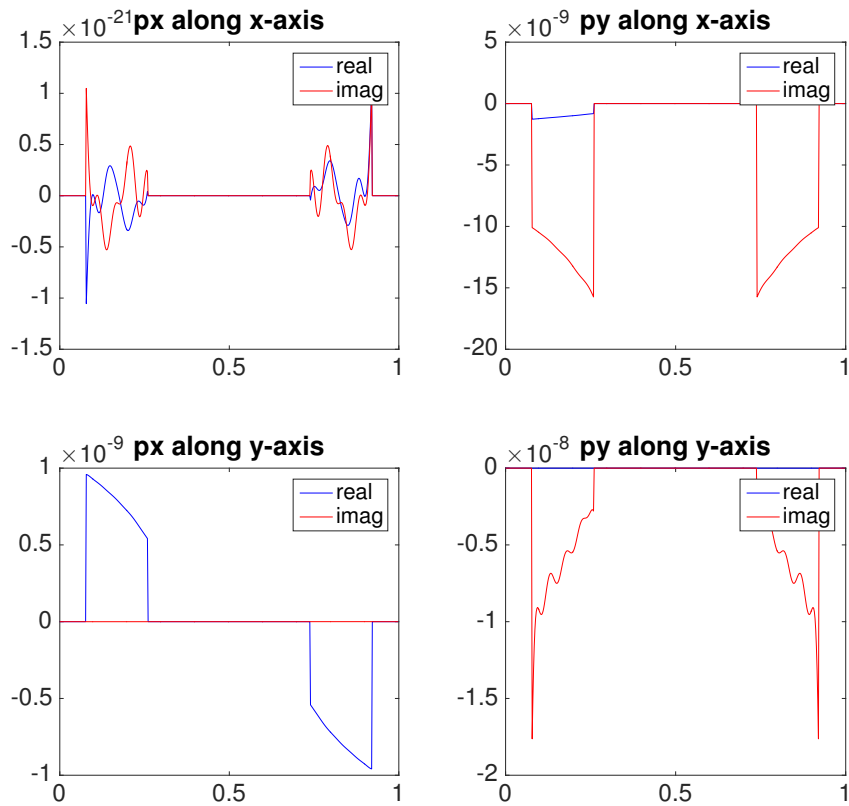 ×10⁻²¹ px along x-axis
1.5
1
0.5
0
-0.5
-1
-1.5
0
0.5
1
real
imag
×10⁻⁹ py along x-axis
5
0
-5
-10
-15
-20
0
0.5
1
real
imag
×10⁻⁹ px along y-axis
1
0.5
0
-0.5
-1
0
0.5
1
real
imag
×10⁻⁸ py along y-axis
0
-0.5
-1
-1.5
-2
0
0.5
1
real
imag